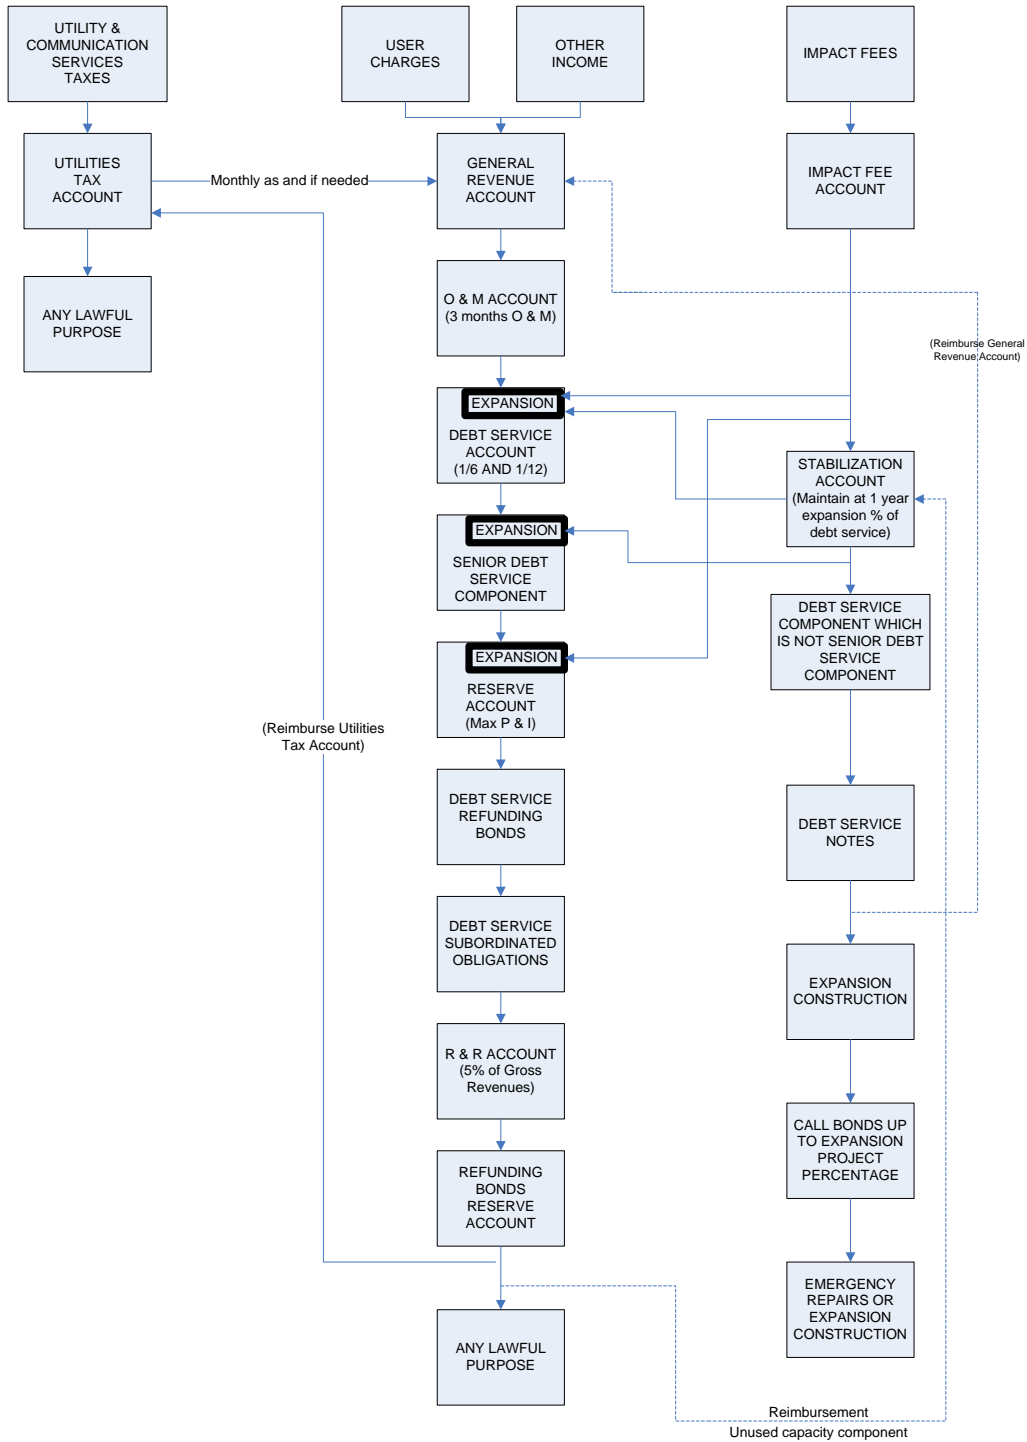 UTILITY &
COMMUNICATION
SERVICES
TAXES
USER
CHARGES
OTHER
INCOME
IMPACT FEES
UTILITIES
TAX
ACCOUNT
Monthly as and if needed
GENERAL
REVENUE
ACCOUNT
IMPACT FEE
ACCOUNT
ANY LAWFUL
PURPOSE
O & M ACCOUNT
(3 months O & M)
(Reimburse General
Revenue Account)
EXPANSION
DEBT SERVICE
ACCOUNT
(1/6 AND 1/12)
STABILIZATION
ACCOUNT
(Maintain at 1 year
expansion % of
debt service)
EXPANSION
SENIOR DEBT
SERVICE
COMPONENT
DEBT SERVICE
COMPONENT WHICH
IS NOT SENIOR DEBT
SERVICE
COMPONENT
EXPANSION
RESERVE
ACCOUNT
(Max P & I)
(Reimburse Utilities
Tax Account)
DEBT SERVICE
REFUNDING
BONDS
DEBT SERVICE
NOTES
DEBT SERVICE
SUBORDINATED
OBLIGATIONS
EXPANSION
CONSTRUCTION
R & R ACCOUNT
(5% of Gross
Revenues)
CALL BONDS UP
TO EXPANSION
PROJECT
PERCENTAGE
REFUNDING
BONDS
RESERVE
ACCOUNT
EMERGENCY
REPAIRS OR
EXPANSION
CONSTRUCTION
ANY LAWFUL
PURPOSE
Reimbursement
Unused capacity component